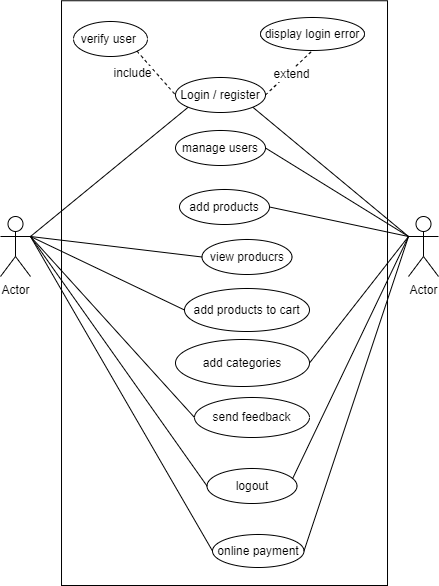 display login error
verify user
include
extend
Login / register
manage users
add products
view producrs
Actor
Actor
add products to cart
add categories
send feedback
logout
online payment